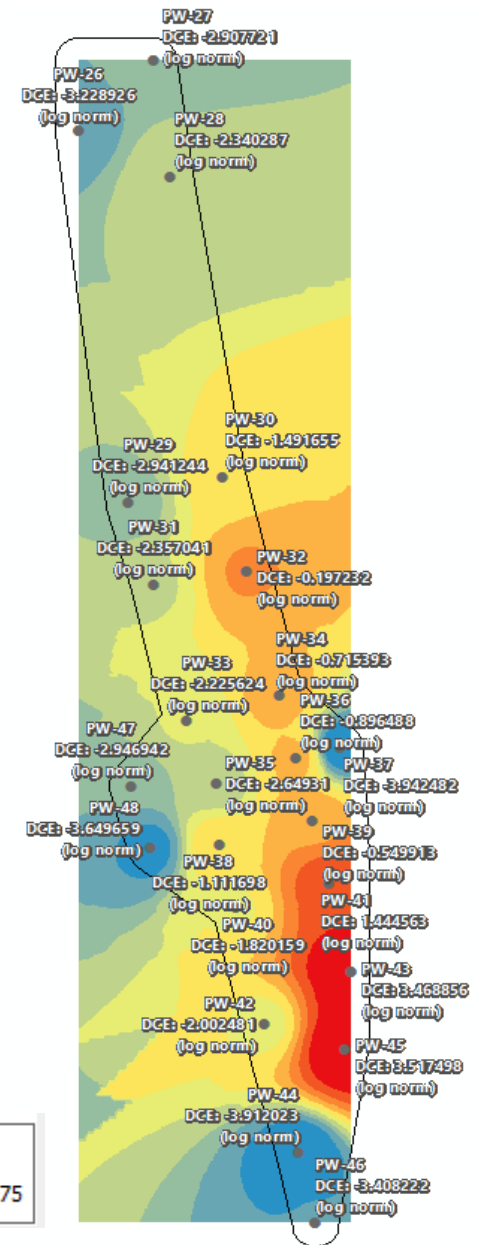 PW-27
DCE: -2.907721
(log norm)
PW-26
DCE: -3.228926
(log norm)
PW-28
DCE: -2.340287
(log norm)
PW-30
DCE: -1.491655
(log norm)
PW-29
DCE: -2.941244
(log norm)
PW-31
DCE: -2.357041
(log norm)
PW-32
DCE: -0.197232
(log norm)
PW-34
DCE: -0.715393
(log norm)
PW-33
DCE: -2.225624
(log norm)
PW-36
DCE: -0.896488
(log norm)
PW-47
DCE: -2.946942
(log norm)
PW-35
DCE: -2.64931
(log norm)
PW-37
DCE: -3.942482
(log norm)
PW-48
DCE: -3.649659
(log norm)
PW-39
DCE: -0.549913
(log norm)
PW-38
DCE: -1.111698
(log norm)
PW-41
DCE: 1.444563
(log norm)
PW-40
DCE: -1.820159
(log norm)
PW-43
DCE: 3.468856
(log norm)
PW-42
DCE: -2.002481
(log norm)
PW-45
DCE: 3.517498
(log norm)
PW-44
DCE: -3.912023
(log norm)
PW-46
DCE: -3.408222
(log norm)
75